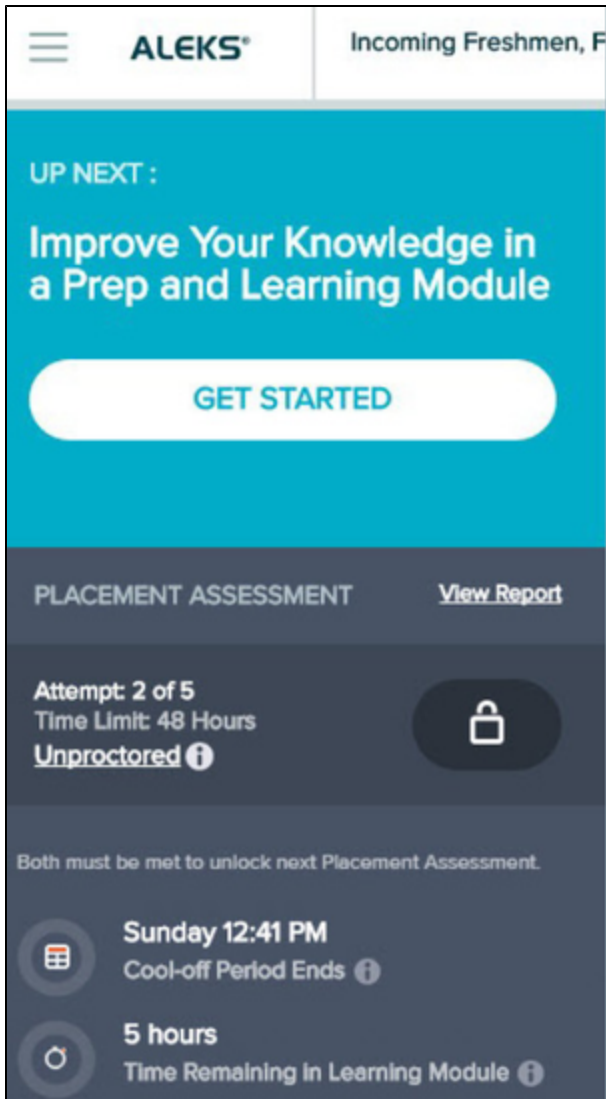 ALEKS®
Incoming Freshmen, F
UP NEXT :
Improve Your Knowledge in
a Prep and Learning Module
GET STARTED
PLACEMENT ASSESSMENT
View Report
Attempt: 2 of 5
Time Limit: 48 Hours
Unproctored
Both must be met to unlock next Placement Assessment.
Sunday 12:41 PM
Cool-off Period Ends
5 hours
Time Remaining in Learning Module